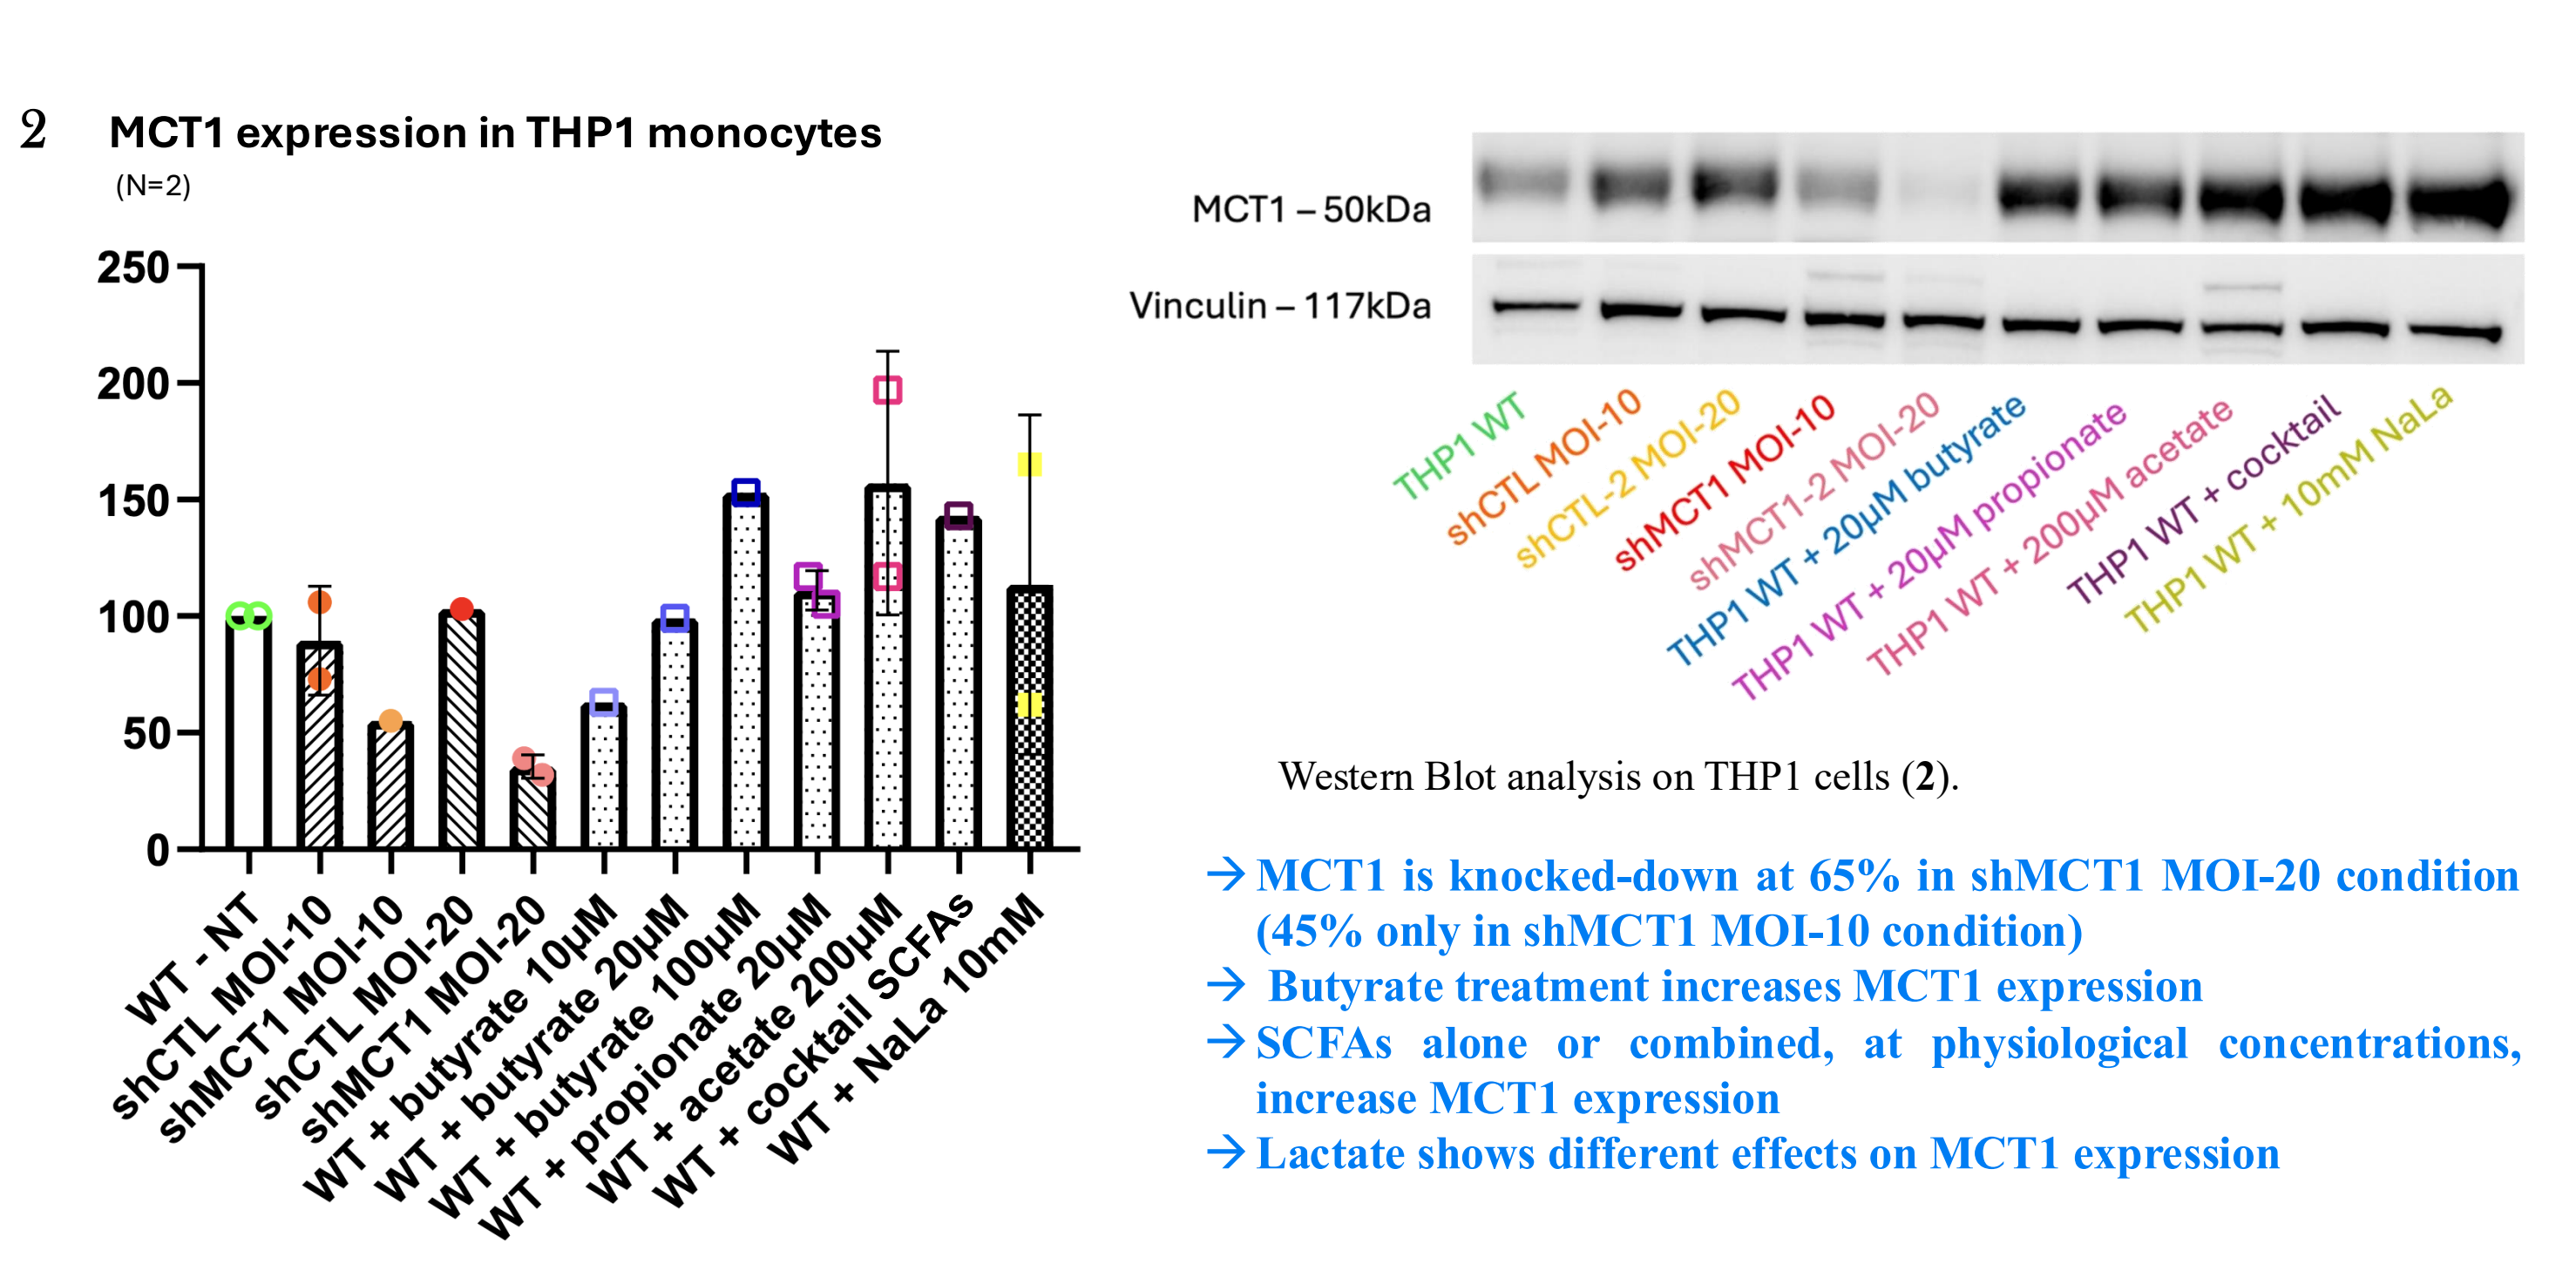 2 MCT1 expression in THP1 monocytes
(N=2)
250
200
150
100
50
0
WT - NT
shCTL MOI-10
shMCT1 MOI-10
shCTL MOI-20
shMCT1 MOI-20
WT + butyrate 10µM
WT + butyrate 20µM
WT + butyrate 100µM
WT + propionate 20µM
WT + acetate 200µM
WT + cocktail SCFAs
WT + NaLa 10mM
MCT1 – 50kDa
Vinculin – 117kDa
THP1 WT
shCTL MOI-10
shCTL-2 MOI-20
shMCT1 MOI-10
shMCT1-2 MOI-20
THP1 WT + 20µM butyrate
THP1 WT + 20µM propionate
THP1 WT + 200µM acetate
THP1 WT + cocktail
THP1 WT + 10mM NaLa
Western Blot analysis on THP1 cells (2).
→ MCT1 is knocked-down at 65% in shMCT1 MOI-20 condition
(45% only in shMCT1 MOI-10 condition)
→ Butyrate treatment increases MCT1 expression
→ SCFAs alone or combined, at physiological concentrations,
increase MCT1 expression
→ Lactate shows different effects on MCT1 expression